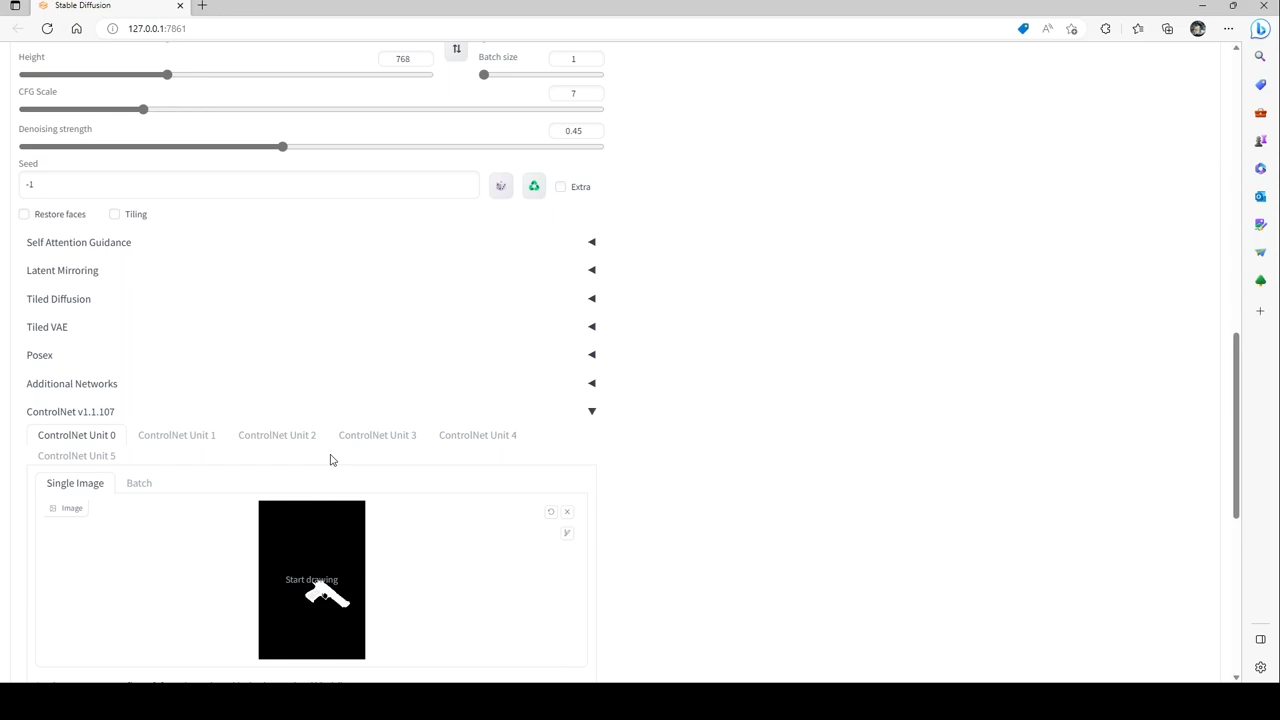 Stable Diffusion
127.0.0.1:7861
Height
768
Batch size
1
CFG Scale
7
Denoising strength
0.45
Seed
-1
Extra
Restore faces
Tiling
Self Attention Guidance
Latent Mirroring
Tiled Diffusion
Tiled VAE
Posex
Additional Networks
ControlNet v1.1.107
ControlNet Unit 0 ControlNet Unit 1 ControlNet Unit 2 ControlNet Unit 3 ControlNet Unit 4
ControlNet Unit 5
Single Image Batch
Image
Start drawing